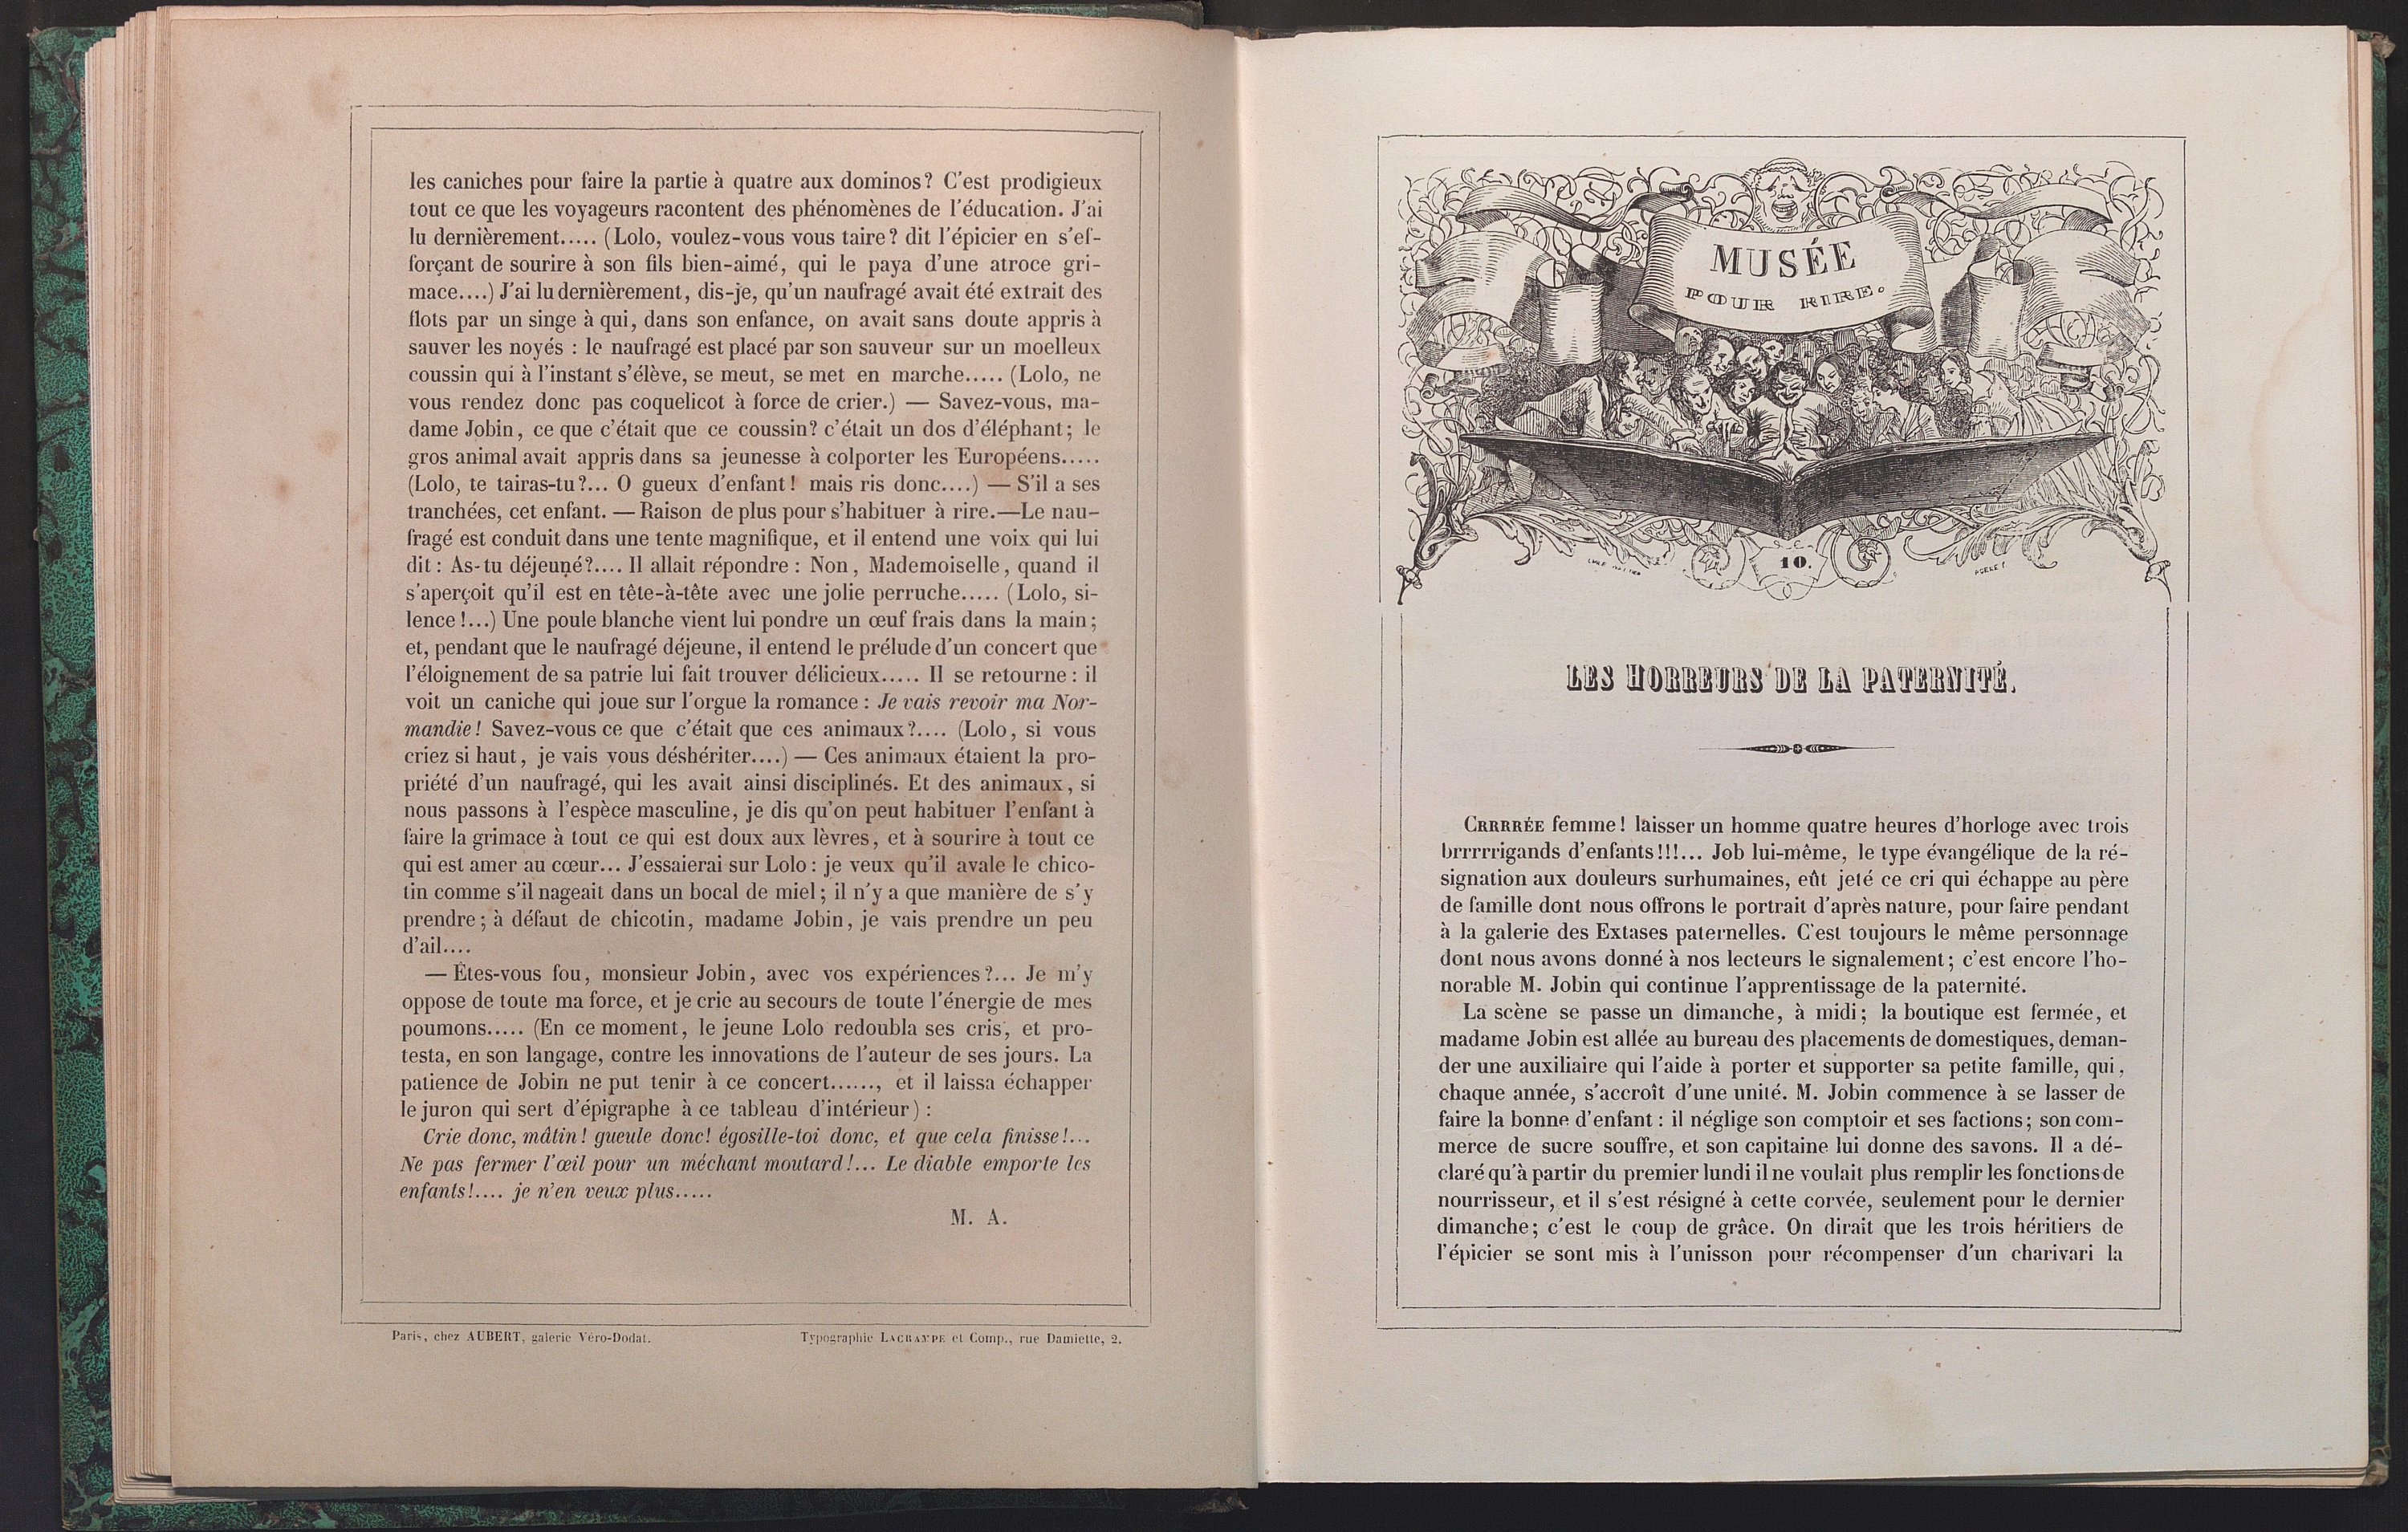 les caniches pour faire la partie à quatre aux dominos? C'est prodigieux
tout ce que les voyageurs racontent des phénomènes de l'éducation. J'ai
lu dernièrement..... (Lolo, voulez-vous vous taire? dit l'épicier en s'ef-
forçant de sourire à son fils bien-aimé, qui le paya d'une atroce gri-
mace....) J'ai lu dernièrement, dis-je, qu'un naufragé avait été extrait des
flots par un singe à qui, dans son enfance, on avait sans doute appris à
sauver les noyés : le naufragé est placé par son sauveur sur un moelleux
coussin qui à l'instant s'élève, se meut, se met en marche..... (Lolo, ne
vous rendez donc pas coquelicot à force de crier.) — Savez-vous, ma-
dame Jobin, ce que c'était que ce coussin? c'était un dos d'éléphant; le
gros animal avait appris dans sa jeunesse à colporter les Européens.....
(Lolo, te tairas-tu?... O gueux d'enfant! mais ris donc....) — S'il a ses
tranchées, cet enfant. — Raison de plus pour s'habituer à rire.—Le nau-
fragé est conduit dans une tente magnifique, et il entend une voix qui lui
dit : As-tu déjeuné?.... Il allait répondre : Non, Mademoiselle, quand il
s'aperçoit qu'il est en tête-à-tête avec une jolie perruche..... (Lolo, si-
lence!...) Une poule blanche vient lui pondre un œuf frais dans la main;
et, pendant que le naufragé déjeune, il entend le prélude d'un concert que
l'éloignement de sa patrie lui fait trouver délicieux..... Il se retourne : il
voit un caniche qui joue sur l'orgue la romance : Je vais revoir ma Nor-
mandie! Savez-vous ce que c'était que ces animaux?.... (Lolo, si vous
criez si haut, je vais vous déshériter....) — Ces animaux étaient la pro-
priété d'un naufragé, qui les avait ainsi disciplinés. Et des animaux, si
nous passons à l'espèce masculine, je dis qu'on peut habituer l'enfant à
faire la grimace à tout ce qui est doux aux lèvres, et à sourire à tout ce
qui est amer au cœur... J'essaierai sur Lolo : je veux qu'il avale le chico-
tin comme s'il nageait dans un bocal de miel; il n'y a que manière de s'y
prendre; à défaut de chicotin, madame Jobin, je vais prendre un peu
d'ail....
— Êtes-vous fou, monsieur Jobin, avec vos expériences?... Je m'y
oppose de toute ma force, et je crie au secours de toute l'énergie de mes
poumons..... (En ce moment, le jeune Lolo redoubla ses cris, et pro-
testa, en son langage, contre les innovations de l'auteur de ses jours. La
patience de Jobin ne put tenir à ce concert......, et il laissa échapper
le juron qui sert d'épigraphe à ce tableau d'intérieur) :
Crie donc, mâtin! gueule donc! égosille-toi donc, et que cela finisse!...
Ne pas fermer l'œil pour un méchant moutard!... Le diable emporte les
enfants!.... je n'en veux plus.....
M. A.
Paris, chez AUBERT, galerie Véro-Dodat. Typographie LACRAMPE et Comp., rue Damiette, 2.
MUSÉE
POUR RIRE.
10.
LES HORREURS DE LA PATERNITÉ.
CRRRRÉE femme! laisser un homme quatre heures d'horloge avec trois
brrrrrigands d'enfants!!!... Job lui-même, le type évangélique de la ré-
signation aux douleurs surhumaines, eût jeté ce cri qui échappe au père
de famille dont nous offrons le portrait d'après nature, pour faire pendant
à la galerie des Extases paternelles. C'est toujours le même personnage
dont nous avons donné à nos lecteurs le signalement; c'est encore l'ho-
norable M. Jobin qui continue l'apprentissage de la paternité.
La scène se passe un dimanche, à midi; la boutique est fermée, et
madame Jobin est allée au bureau des placements de domestiques, deman-
der une auxiliaire qui l'aide à porter et supporter sa petite famille, qui,
chaque année, s'accroît d'une unité. M. Jobin commence à se lasser de
faire la bonne d'enfant : il néglige son comptoir et ses factions; son com-
merce de sucre souffre, et son capitaine lui donne des savons. Il a dé-
claré qu'à partir du premier lundi il ne voulait plus remplir les fonctions de
nourrisseur, et il s'est résigné à cette corvée, seulement pour le dernier
dimanche; c'est le coup de grâce. On dirait que les trois héritiers de
l'épicier se sont mis à l'unisson pour récompenser d'un charivari la